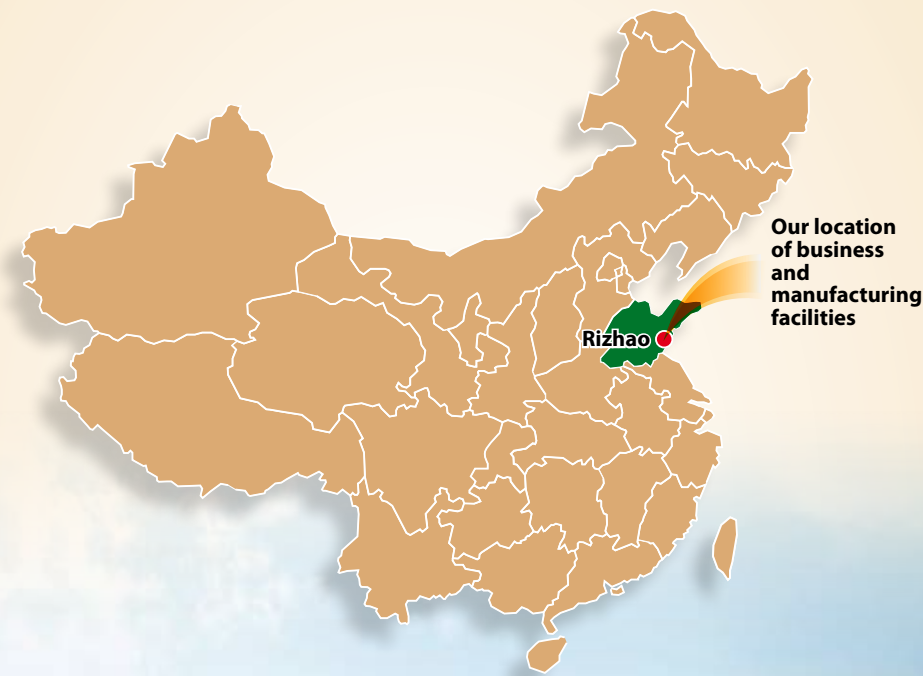 Our location
of business
and
manufacturing
facilities
Rizhao